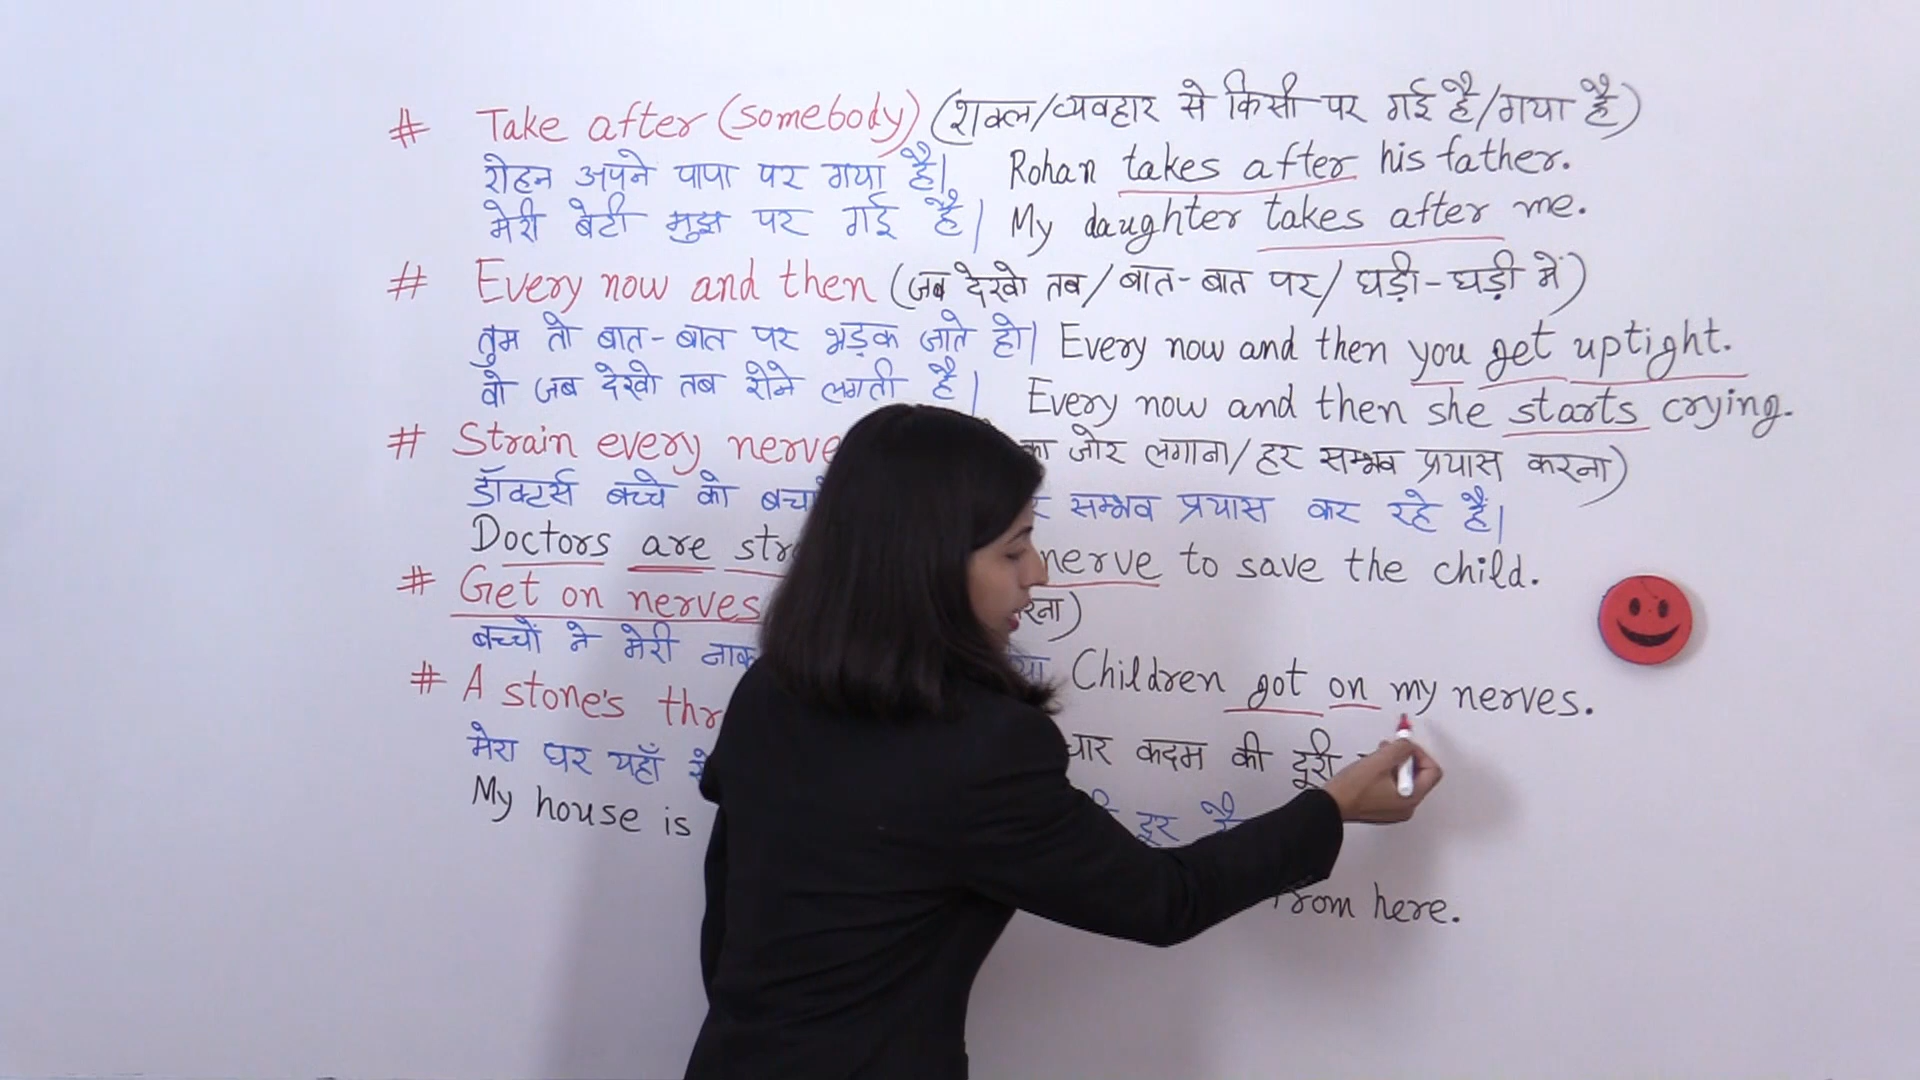 # Take after (somebody) (शक्ल/व्यवहार से किसी पर गई है/गया है)
रोहन अपने पापा पर गया है। Rohan takes after his father.
मेरी बेटी मुझ पर गई है। My daughter takes after me.
# Every now and then (जब देखो तब/बात-बात पर/घड़ी-घड़ी में)
तुम तो बात-बात पर भड़क जाते हो। Every now and then you get uptight.
वो जब देखो तब रोने लगती है। Every now and then she starts crying.
# Strain every जोर लगाना/हर सम्भव प्रयास करना)
डॉक्टर्स बच्चे को सम्भव प्रयास कर रहे हैं।
Doctors are nerve to save the child.
# Get on nerves
बच्चों ने मेरी Children got on my nerves.
# A stone's
मेरा घर यहाँ कदम की दूरी
My house is दूर है
from here.